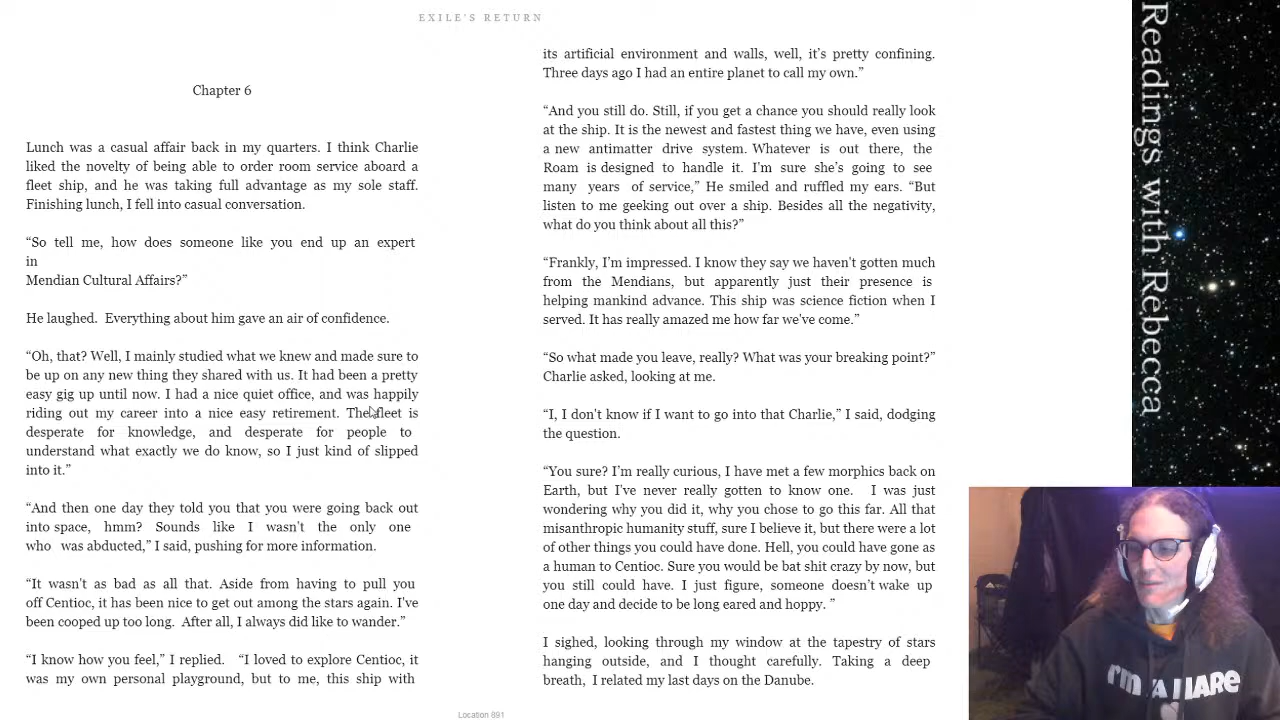 EXILE'S RETURN
Chapter 6
Lunch was a casual affair back in my quarters. I think Charlie
liked the novelty of being able to order room service aboard a
fleet ship, and he was taking full advantage as my sole staff.
Finishing lunch, I fell into casual conversation.
“So tell me, how does someone like you end up an expert
in
Mendian Cultural Affairs?”
He laughed. Everything about him gave an air of confidence.
“Oh, that? Well, I mainly studied what we knew and made sure to
be up on any new thing they shared with us. It had been a pretty
easy gig up until now. I had a nice quiet office, and was happily
riding out my career into a nice easy retirement. The fleet is
desperate for knowledge, and desperate for people to
understand what exactly we do know, so I just kind of slipped
into it.”
“And then one day they told you that you were going back out
into space, hmm? Sounds like I wasn't the only one
who was abducted,” I said, pushing for more information.
“It wasn't as bad as all that. Aside from having to pull you
off Centioc, it has been nice to get out among the stars again. I've
been cooped up too long. After all, I always did like to wander.”
“I know how you feel,” I replied. “I loved to explore Centioc, it
was my own personal playground, but to me, this ship with
its artificial environment and walls, well, it’s pretty confining.
Three days ago I had an entire planet to call my own.”
“And you still do. Still, if you get a chance you should really look
at the ship. It is the newest and fastest thing we have, even using
a new antimatter drive system. Whatever is out there, the
Roam is designed to handle it. I’m sure she’s going to see
many years of service,” He smiled and ruffled my ears. “But
listen to me geeking out over a ship. Besides all the negativity,
what do you think about all this?”
“Frankly, I’m impressed. I know they say we haven't gotten much
from the Mendians, but apparently just their presence is
helping mankind advance. This ship was science fiction when I
served. It has really amazed me how far we've come.”
“So what made you leave, really? What was your breaking point?”
Charlie asked, looking at me.
“I, I don't know if I want to go into that Charlie,” I said, dodging
the question.
“You sure? I’m really curious, I have met a few morphics back on
Earth, but I've never really gotten to know one. I was just
wondering why you did it, why you chose to go this far. All that
misanthropic humanity stuff, sure I believe it, but there were a lot
of other things you could have done. Hell, you could have gone as
a human to Centioc. Sure you would be bat shit crazy by now, but
you still could have. I just figure, someone doesn’t wake up
one day and decide to be long eared and hoppy. ”
I sighed, looking through my window at the tapestry of stars
hanging outside, and I thought carefully. Taking a deep
breath, I related my last days on the Danube.
Location 891
Readings with Rebecca
I'M A HARE